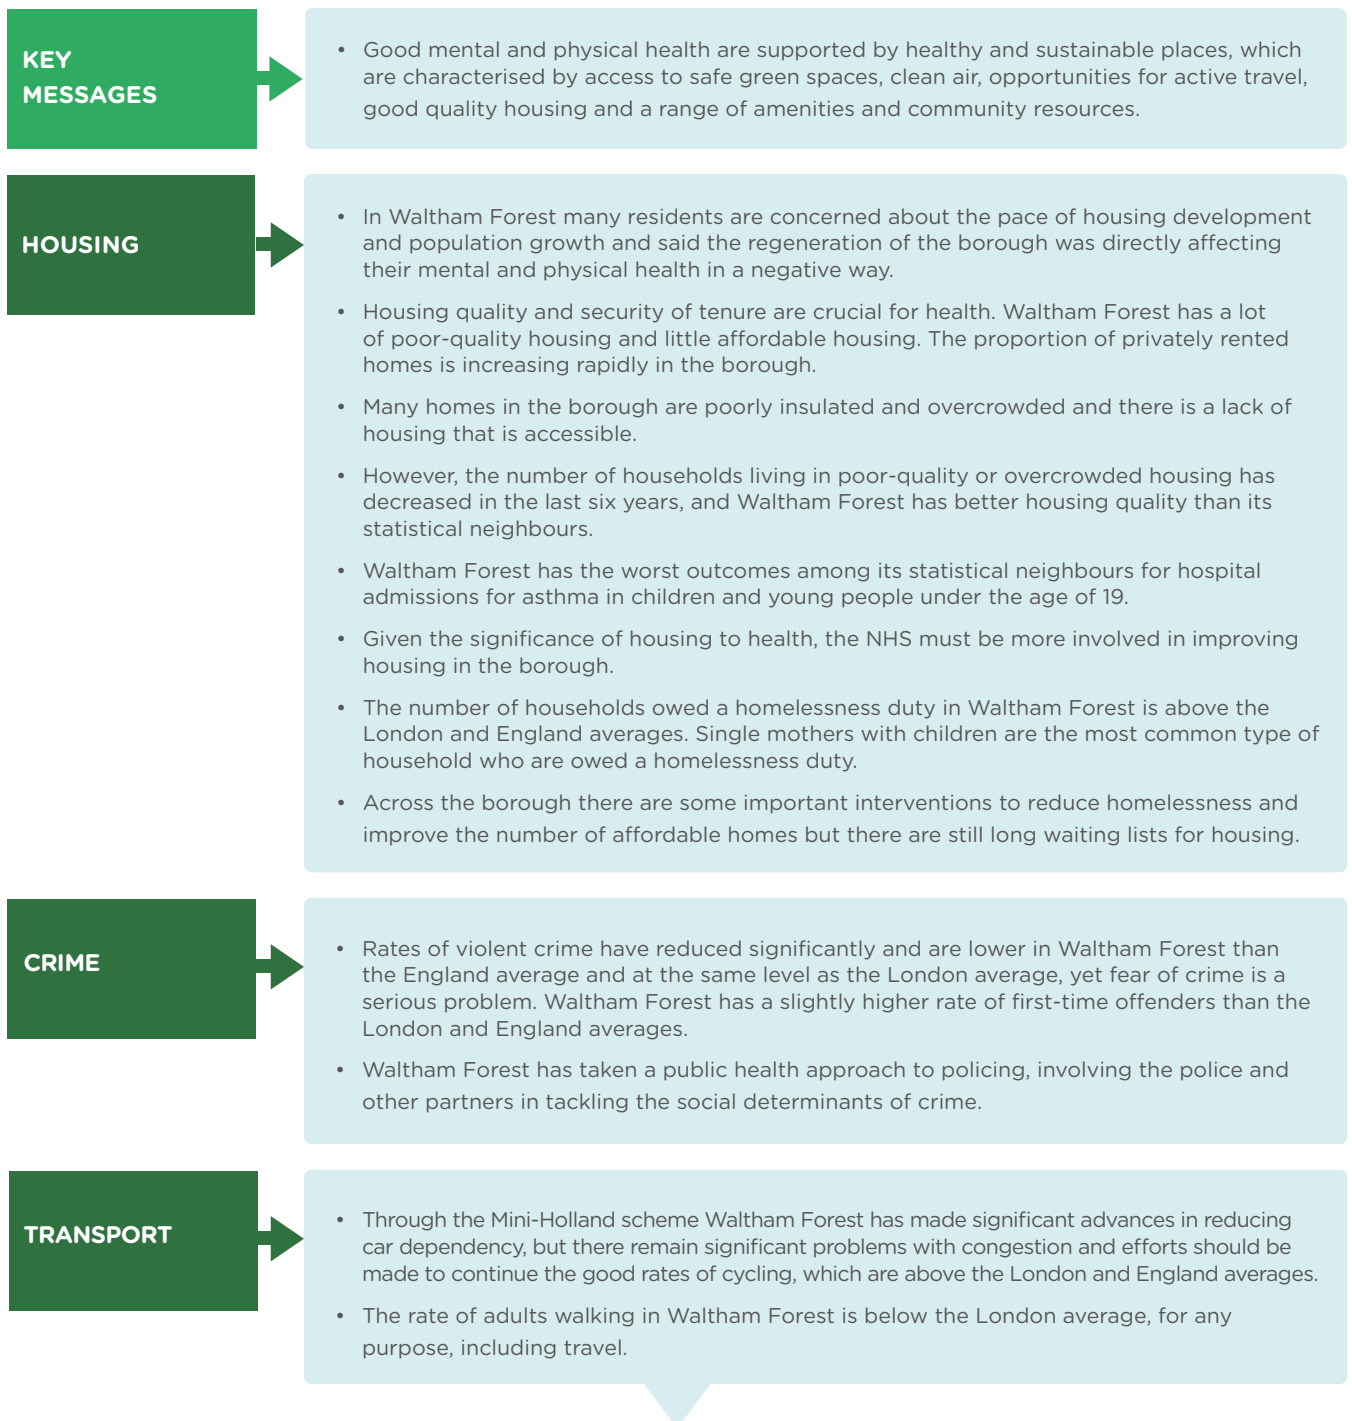 KEY
MESSAGES
• Good mental and physical health are supported by healthy and sustainable places, which
are characterised by access to safe green spaces, clean air, opportunities for active travel,
good quality housing and a range of amenities and community resources.
HOUSING
• In Waltham Forest many residents are concerned about the pace of housing development
and population growth and said the regeneration of the borough was directly affecting
their mental and physical health in a negative way.
• Housing quality and security of tenure are crucial for health. Waltham Forest has a lot
of poor-quality housing and little affordable housing. The proportion of privately rented
homes is increasing rapidly in the borough.
• Many homes in the borough are poorly insulated and overcrowded and there is a lack of
housing that is accessible.
• However, the number of households living in poor-quality or overcrowded housing has
decreased in the last six years, and Waltham Forest has better housing quality than its
statistical neighbours.
• Waltham Forest has the worst outcomes among its statistical neighbours for hospital
admissions for asthma in children and young people under the age of 19.
• Given the significance of housing to health, the NHS must be more involved in improving
housing in the borough.
• The number of households owed a homelessness duty in Waltham Forest is above the
London and England averages. Single mothers with children are the most common type of
household who are owed a homelessness duty.
• Across the borough there are some important interventions to reduce homelessness and
improve the number of affordable homes but there are still long waiting lists for housing.
CRIME
• Rates of violent crime have reduced significantly and are lower in Waltham Forest than
the England average and at the same level as the London average, yet fear of crime is a
serious problem. Waltham Forest has a slightly higher rate of first-time offenders than the
London and England averages.
• Waltham Forest has taken a public health approach to policing, involving the police and
other partners in tackling the social determinants of crime.
TRANSPORT
• Through the Mini-Holland scheme Waltham Forest has made significant advances in reducing
car dependency, but there remain significant problems with congestion and efforts should be
made to continue the good rates of cycling, which are above the London and England averages.
• The rate of adults walking in Waltham Forest is below the London average, for any
purpose, including travel.